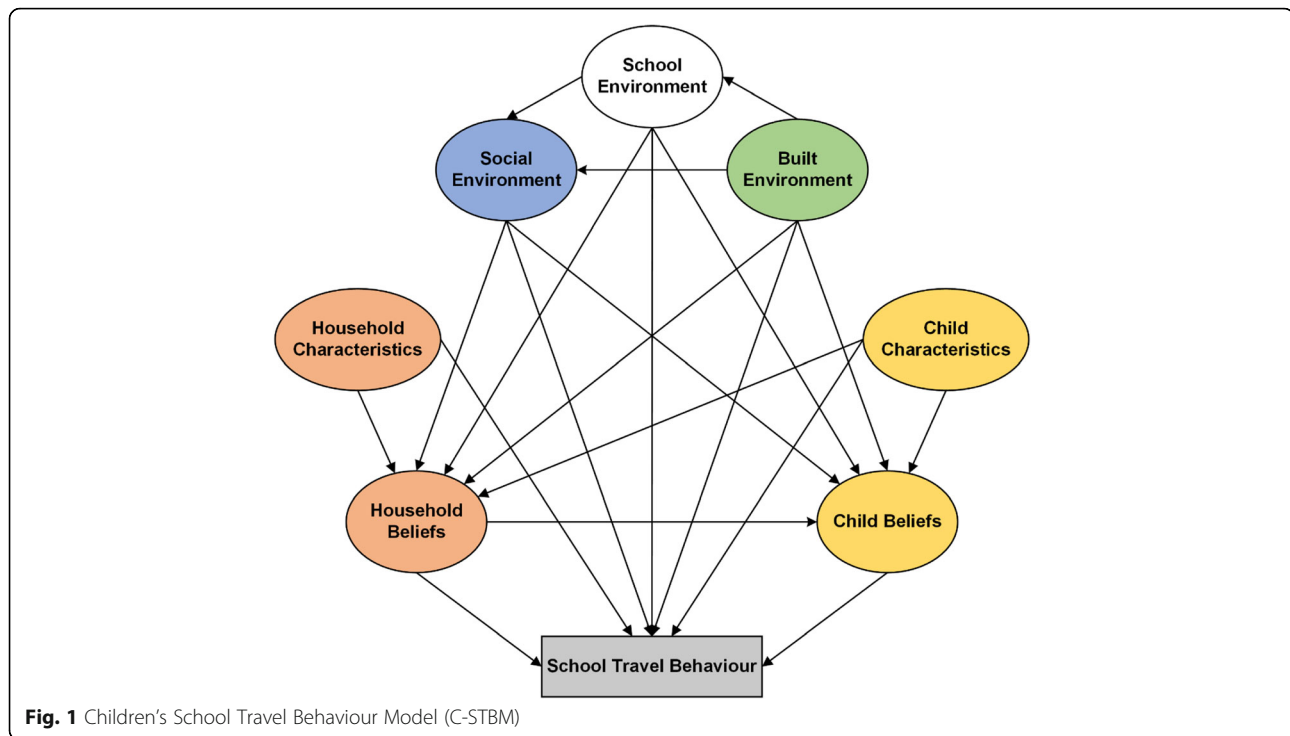 School
Environment
Social
Environment
Built
Environment
Household
Characteristics
Child
Characteristics
Household
Beliefs
Child Beliefs
School Travel Behaviour
Fig. 1 Children's School Travel Behaviour Model (C-STBM)